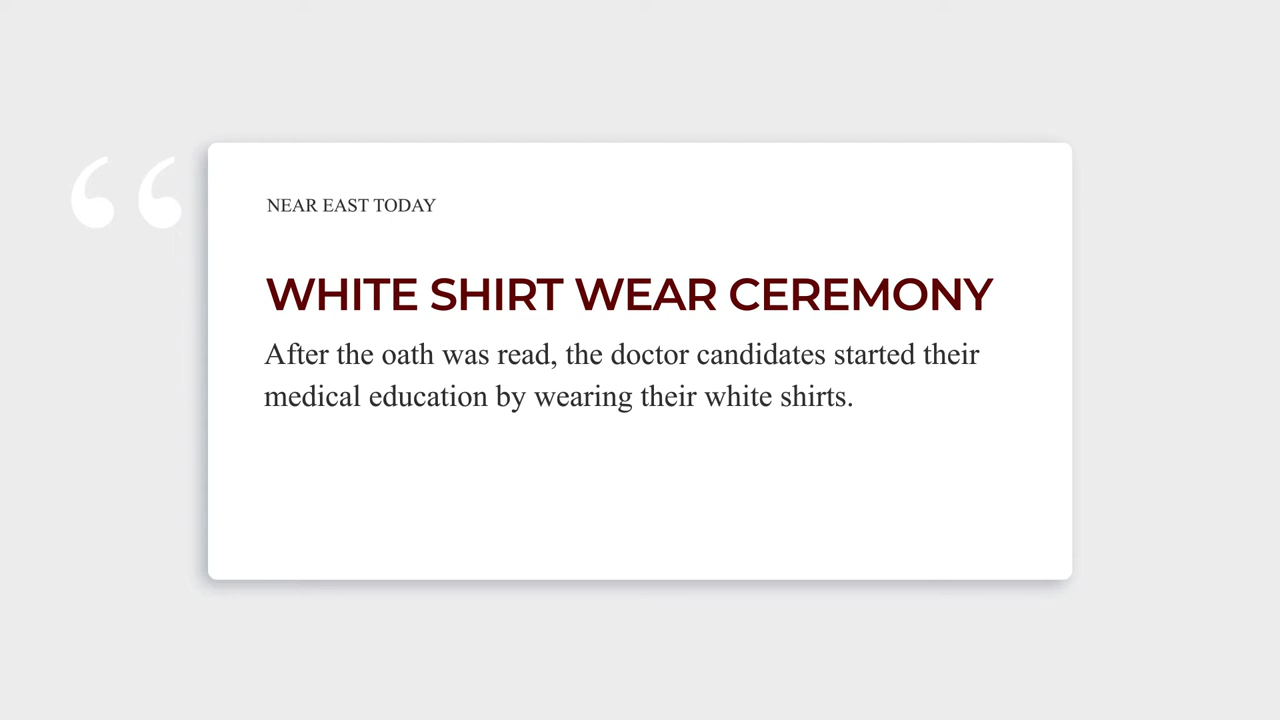 NEAR EAST TODAY
WHITE SHIRT WEAR CEREMONY
After the oath was read, the doctor candidates started their
medical education by wearing their white shirts.